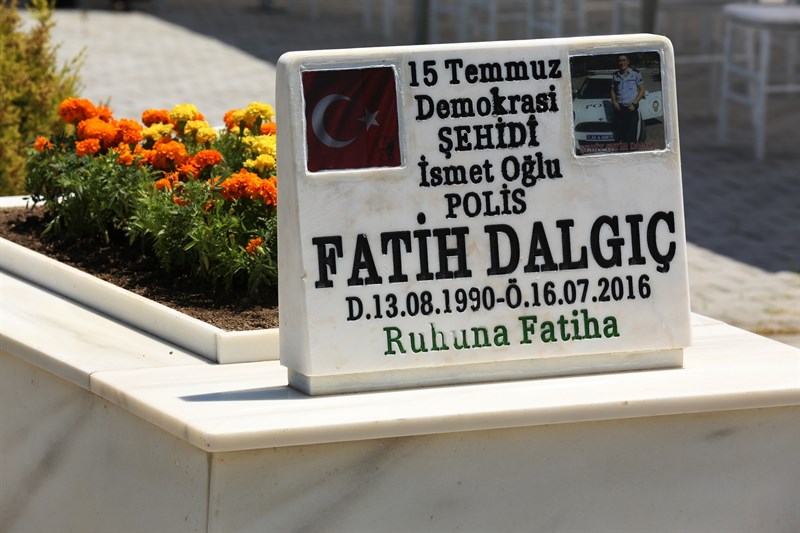 15 Temmuz
Demokrasi
ŞEHİDİ
İsmet Oğlu
POLİS
FATİH DALGIÇ
D.13.08.1990-Ö.16.07.2016
Ruhuna Fatiha